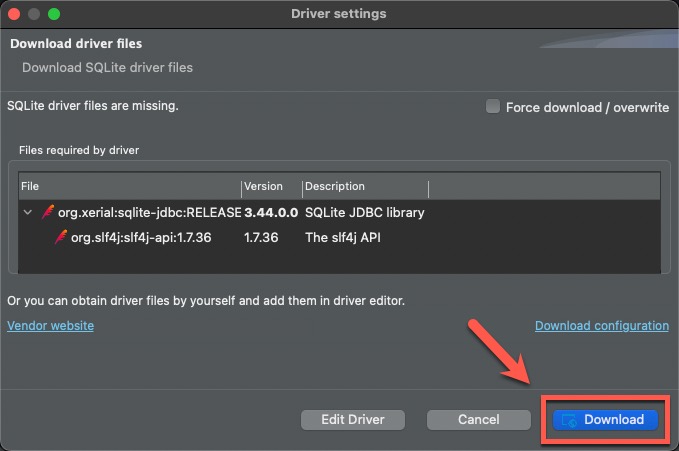 Driver settings
Download driver files
Download SQLite driver files
SQLite driver files are missing.
Force download / overwrite
Files required by driver
File Version Description
org.xerial:sqlite-jdbc:RELEASE 3.44.0.0 SQLite JDBC library
org.slf4j:slf4j-api:1.7.36 1.7.36 The slf4j API
Or you can obtain driver files by yourself and add them in driver editor.
Vendor website Download configuration
Edit Driver Cancel Download